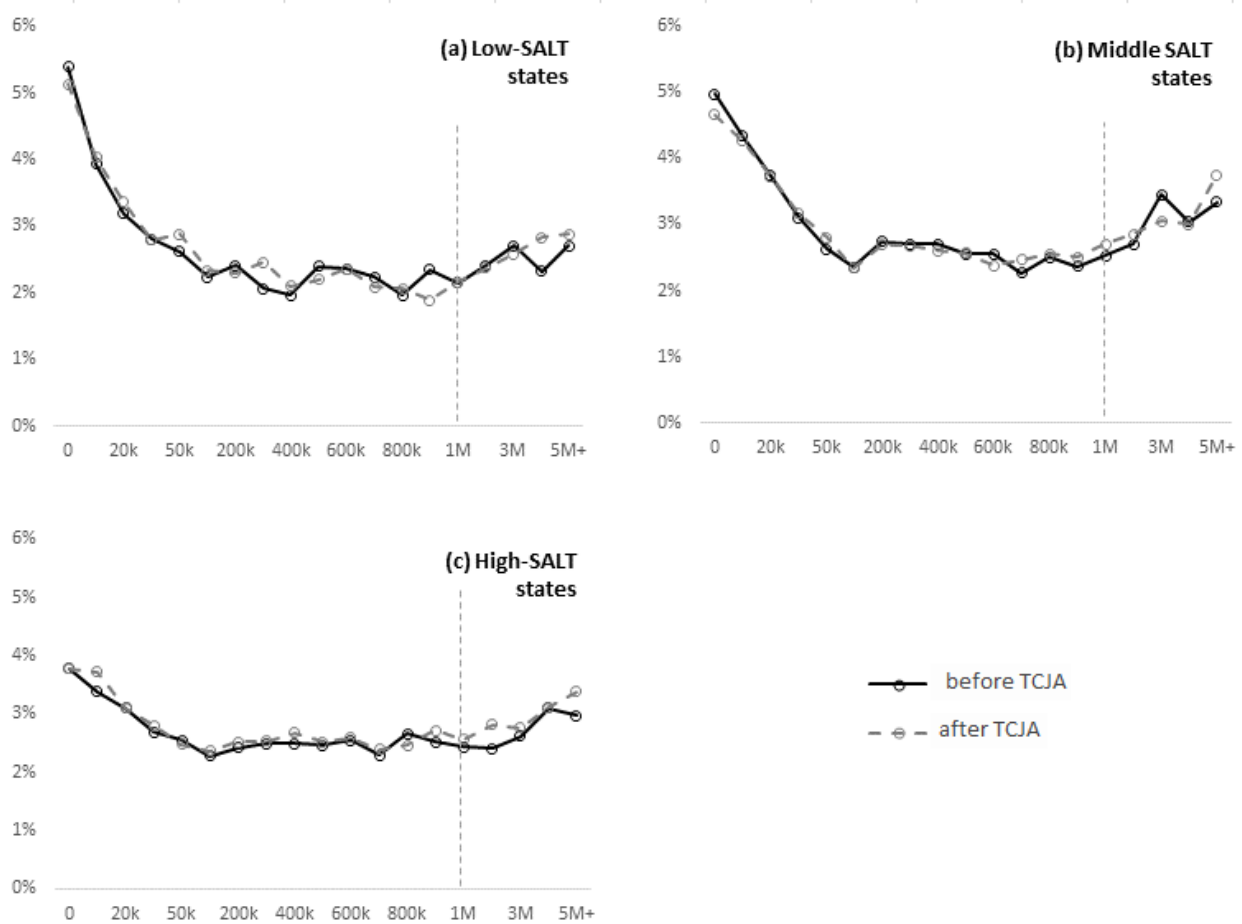 6%
5%
4%
3%
2%
1%
0%
(a) Low-SALT
states
0 20k 50k 200k 400k 600k 800k 1M 3M 5M+
6%
5%
4%
3%
2%
1%
0%
(b) Middle SALT
states
0 20k 50k 200k 400k 600k 800k 1M 3M 5M+
6%
5%
4%
3%
2%
1%
0%
(c) High-SALT
states
0 20k 50k 200k 400k 600k 800k 1M 3M 5M+
before TCJA
after TCJA